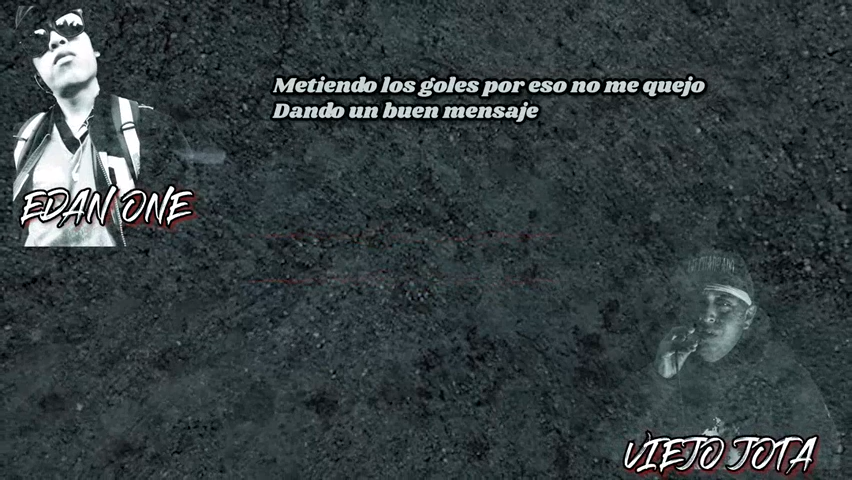 Metiendo los goles por eso no me quejo
Dando un buen mensaje
EDAN ONE
VIEJO JOTA